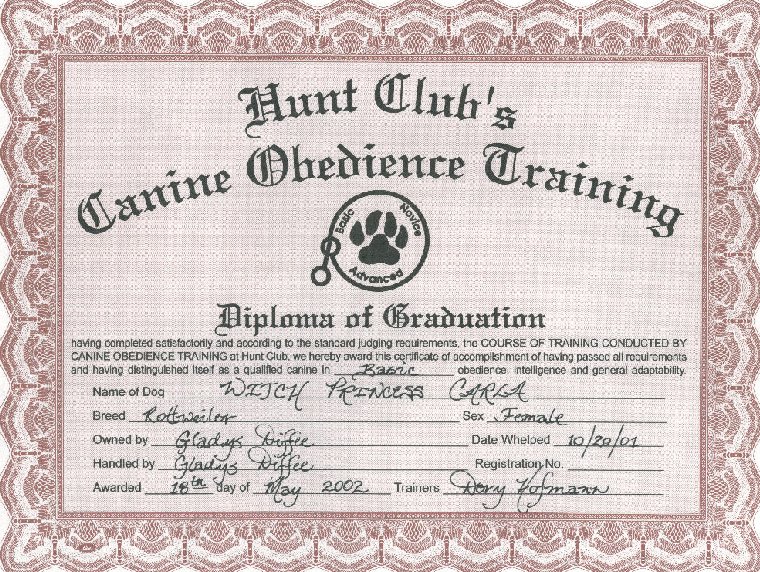 Hunt Club's
Canine Obedience Training
Basic Novice
Advanced
Diploma of Graduation
having completed satisfactorily and according to the standard judging requirements, the COURSE OF TRAINING CONDUCTED BY
CANINE OBEDIENCE TRAINING at Hunt Club, we hereby award this certificate of accomplishment of having passed all requirements
and having distinguished itself as a qualified canine in Basic obedience, intelligence and general adaptability.
Name of Dog WITCH PRINCESS CARLA
Breed Rottweiler Sex Female
Owned by Gladys Diffee Date Whelped 10/20/01
Handled by Gladys Diffee Registration No.
Awarded 18th day of May 2002 Trainers Hofmann